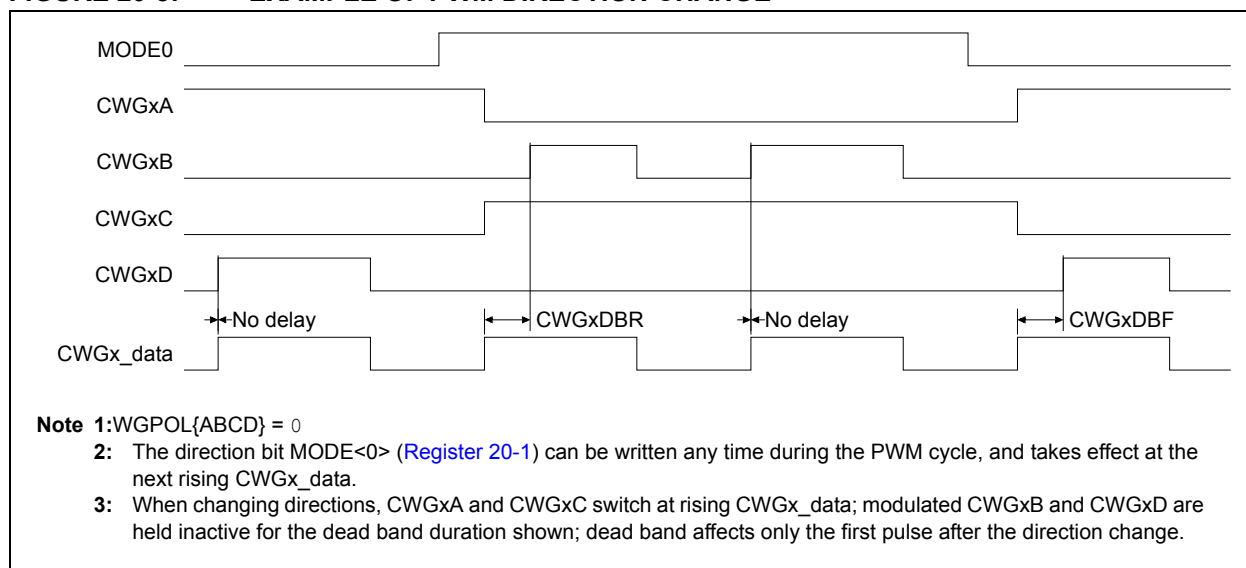 MODE0
CWGxA
CWGxB
CWGxC
CWGxD
No delay CWGxDBR No delay CWGxDBF
CWGx_data
Note 1:WGPOL{ABCD} = 0
2: The direction bit MODE<0> (Register 20-1) can be written any time during the PWM cycle, and takes effect at the
next rising CWGx_data.
3: When changing directions, CWGxA and CWGxC switch at rising CWGx_data; modulated CWGxB and CWGxD are
held inactive for the dead band duration shown; dead band affects only the first pulse after the direction change.